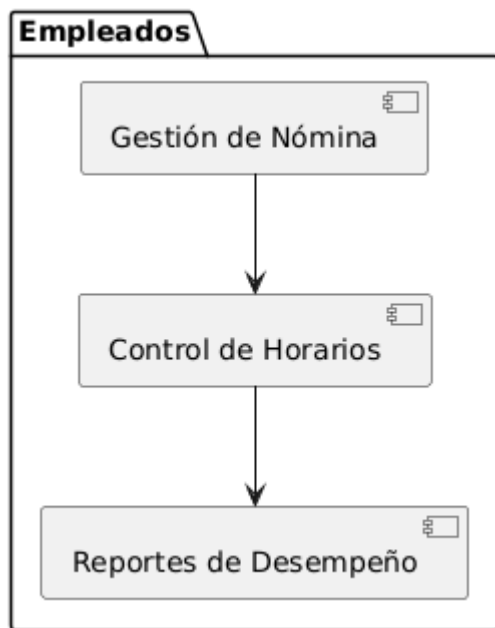 Empleados
Gestión de Nómina
Control de Horarios
Reportes de Desempeño